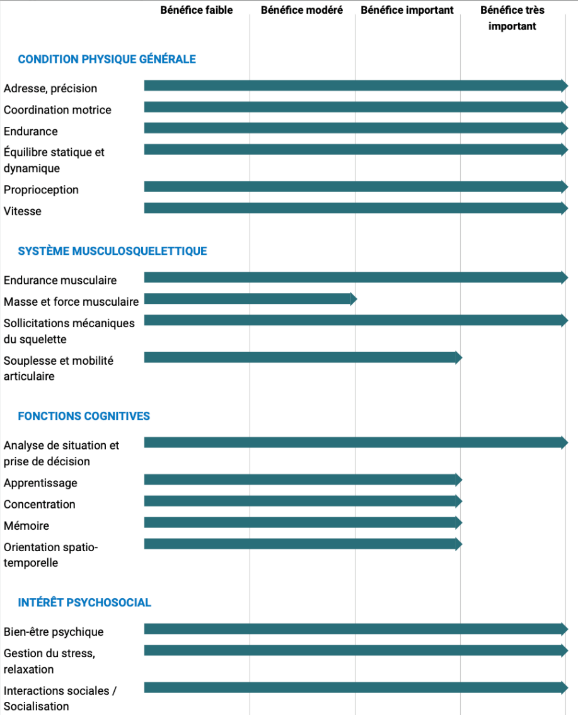 Bénéfice faible Bénéfice modéré Bénéfice important Bénéfice très
important
CONDITION PHYSIQUE GÉNÉRALE
Adresse, précision
Coordination motrice
Endurance
Équilibre statique et
dynamique
Proprioception
Vitesse
SYSTÈME MUSCULOSQUELETTIQUE
Endurance musculaire
Masse et force musculaire
Sollicitations mécaniques
du squelette
Souplesse et mobilité
articulaire
FONCTIONS COGNITIVES
Analyse de situation et
prise de décision
Apprentissage
Concentration
Mémoire
Orientation spatio-
temporelle
INTÉRÊT PSYCHOSOCIAL
Bien-être psychique
Gestion du stress,
relaxation
Interactions sociales /
Socialisation